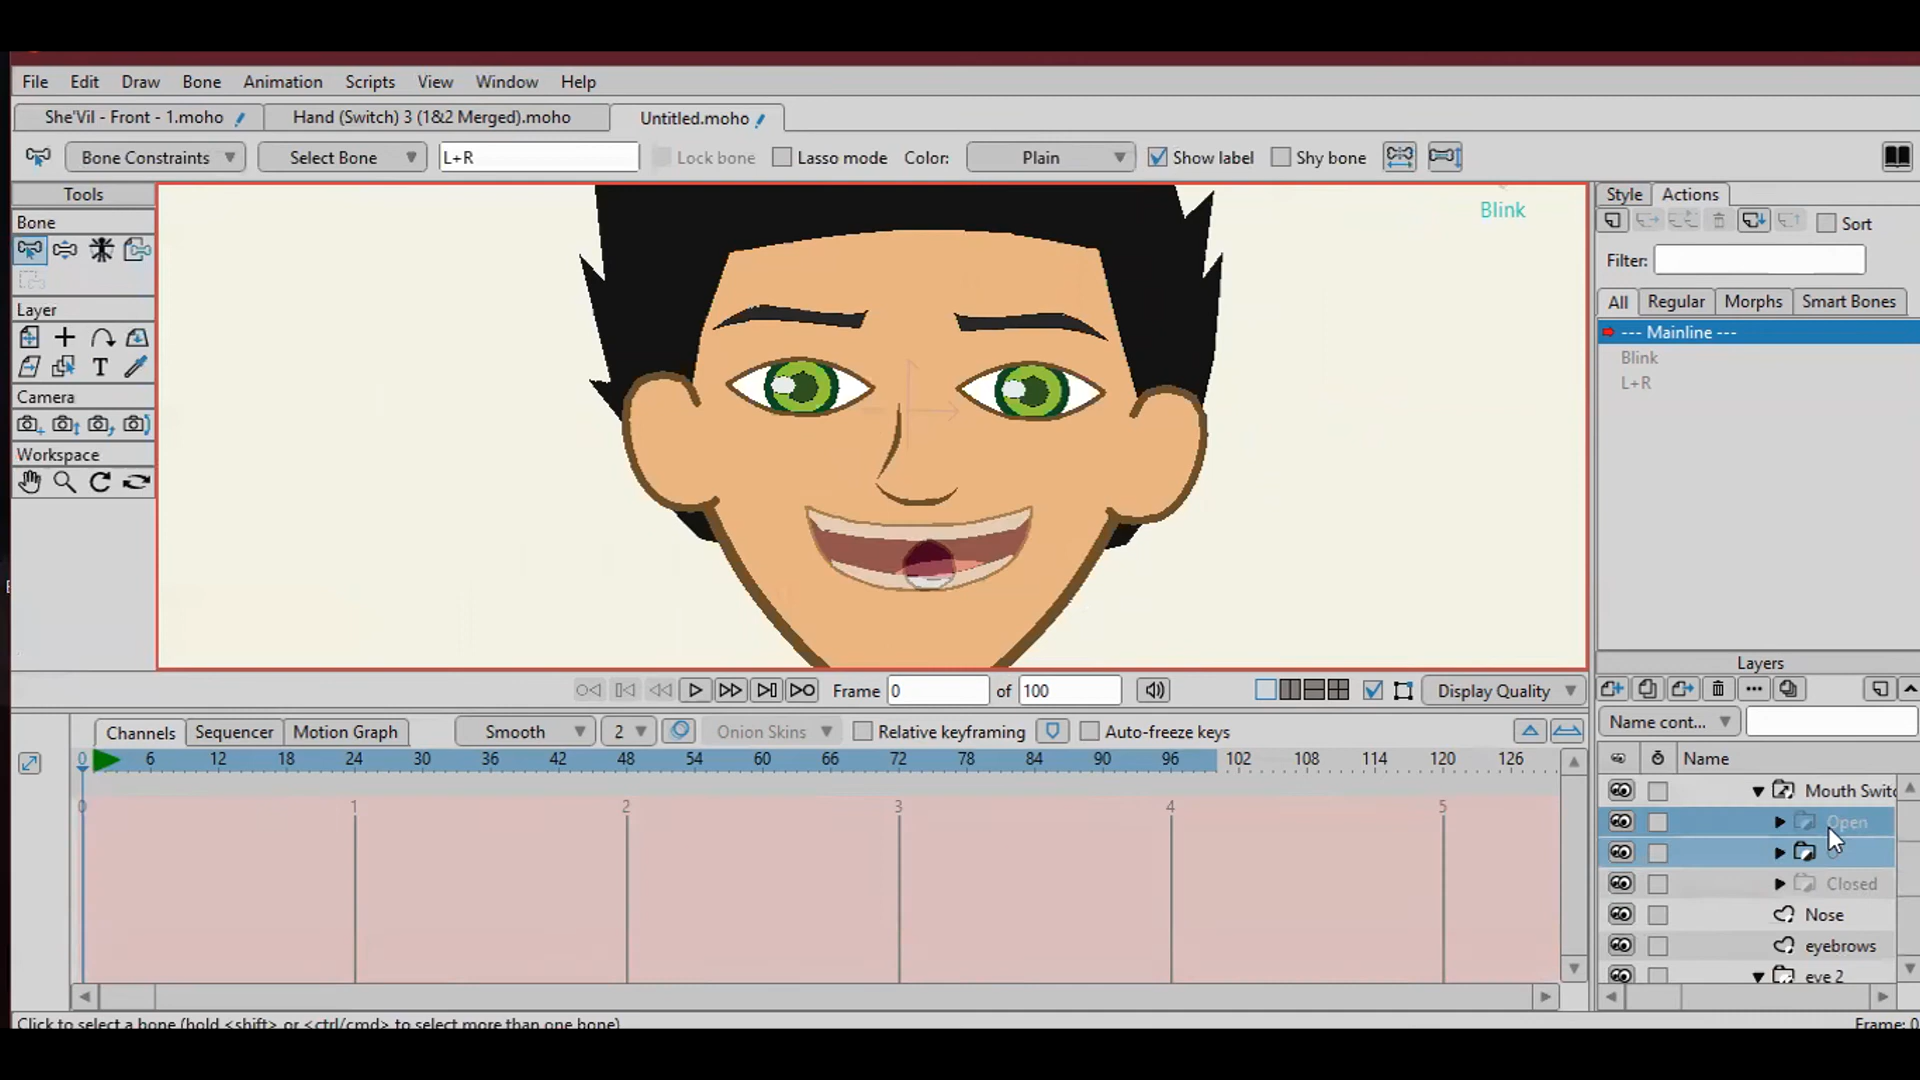 File Edit Draw Bone Animation Scripts View Window Help
She'Vil - Front - 1.moho Hand (Switch) 3 (1&2 Merged).moho Untitled.moho
Bone Constraints Select Bone L+R Lock bone Lasso mode Color: Plain Show label Shy bone
Tools
Bone
Layer
T
Camera
Workspace
Blink
Style Actions
Sort
Filter:
All Regular Morphs Smart Bones
--- Mainline ---
Blink
L+R
Layers
Frame 0 of 100 Display Quality
Name cont...
Channels Sequencer Motion Graph Smooth 2 Onion Skins Relative keyframing Auto-freeze keys
0 6 12 18 24 30 36 42 48 54 60 66 72 78 84 90 96 102 108 114 120 126
0 1 2 3 4 5
Name
Mouth Switc
Open
Closed
Nose
eyebrows
eye 2
Click to select a bone (hold <shift> or <ctrl/cmd> to select more than one bone)
Frame: 0